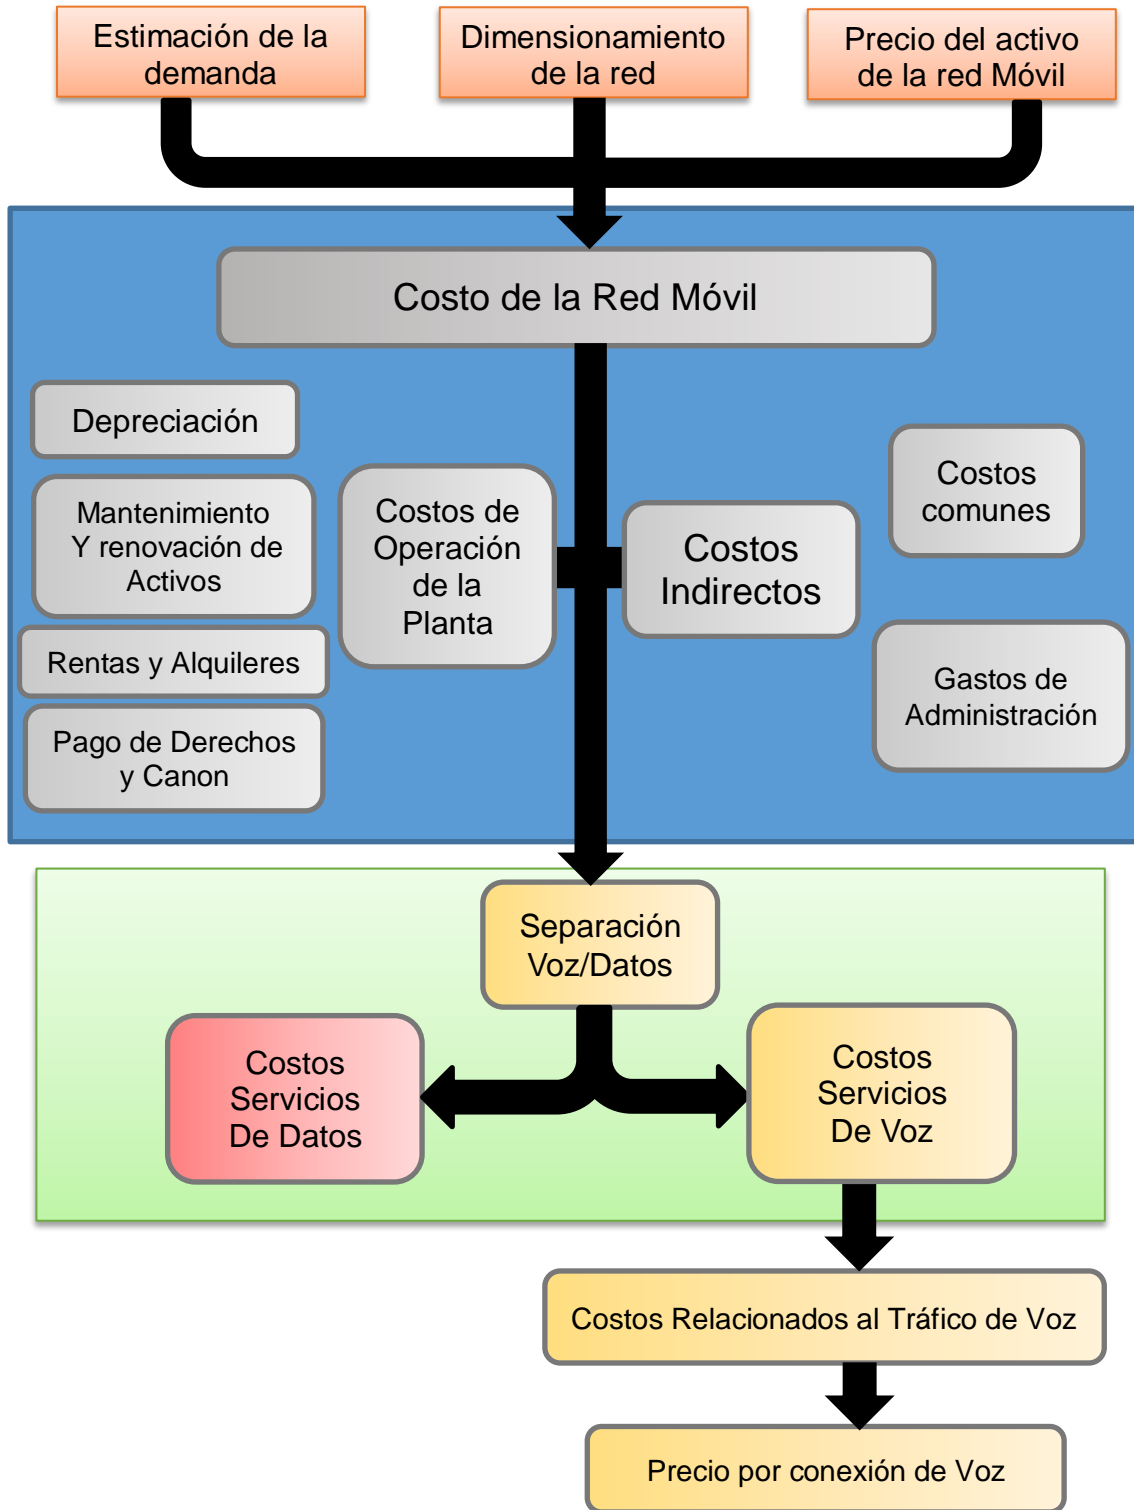 Estimación de la
demanda
Dimensionamiento
de la red
Precio del activo
de la red Móvil
Costo de la Red Móvil
Depreciación
Mantenimiento
Y renovación de
Activos
Rentas y Alquileres
Pago de Derechos
y Canon
Costos de
Operación
de la
Planta
Costos
Indirectos
Costos
comunes
Gastos de
Administración
Separación
Voz/Datos
Costos
Servicios
De Datos
Costos
Servicios
De Voz
Costos Relacionados al Tráfico de Voz
Precio por conexión de Voz